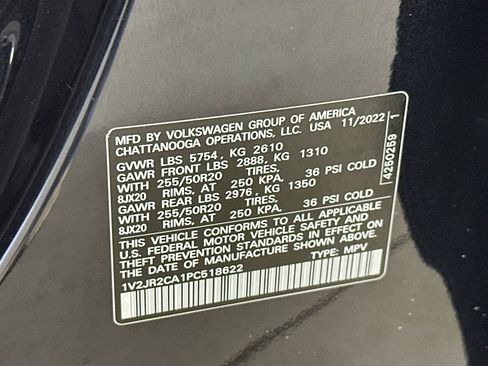 MFD BY VOLKSWAGEN GROUP OF AMERICA
CHATTANOOGA OPERATIONS, LLC. USA 11/2022
GVWR LBS 5754, KG 2610
GAWR FRONT LBS 2888, KG 1310
WITH 255/50R20 TIRES,
8JX20 RIMS, AT 250 KPA, 36 PSI COLD
GAWR REAR LBS 2976, KG 1350
WITH 255/50R20 TIRES,
8JX20 RIMS, AT 250 KPA, 36 PSI COLD
THIS VEHICLE CONFORMS TO ALL APPLICABLE
U.S. FEDERAL MOTOR VEHICLE SAFETY AND
THEFT PREVENTION STANDARDS IN EFFECT ON
THE DATE OF MANUFACTURE SHOWN ABOVE.
1V2JR2CA1PC518622 TYPE: MPV
4250259 1